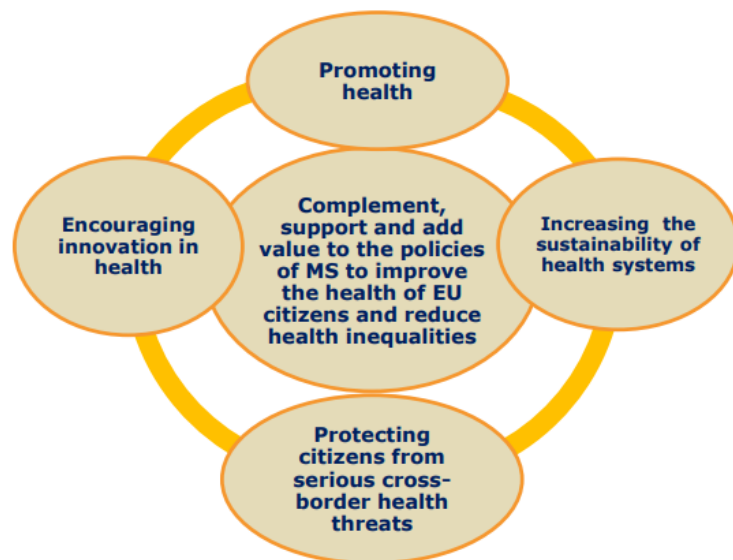 Promoting
health
Encouraging
innovation in
health
Complement,
support and add
value to the policies
of MS to improve
the health of EU
citizens and reduce
health inequalities
Increasing the
sustainability of
health systems
Protecting
citizens from
serious cross-
border health
threats